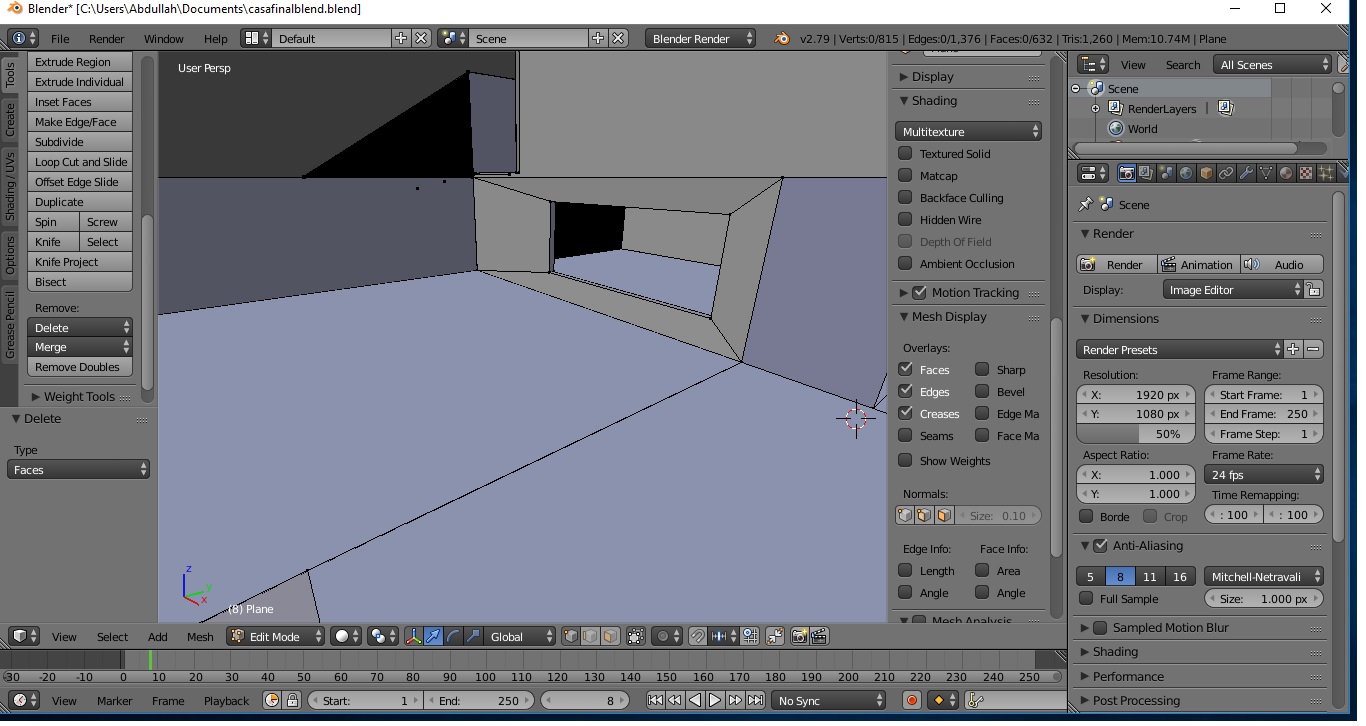 Blender* [C:\Users\Abdullah\Documents\casafinalblend.blend]
File Render Window Help Default Scene Blender Render v2.79 | Verts:0/815 | Edges:0/1,376 | Faces:0/632 | Tris:1,260 | Mem:10.74M | Plane
Tools
Create
Shading / UVs
Options
Grease Pencil
Extrude Region
Extrude Individual
Inset Faces
Make Edge/Face
Subdivide
Loop Cut and Slide
Offset Edge Slide
Duplicate
Spin Screw
Knife Select
Knife Project
Bisect
Remove:
Delete
Merge
Remove Doubles
Weight Tools
Delete
Type
Faces
User Persp
z
y
x
(8) Plane
Display
Shading
Multitexture
Textured Solid
Matcap
Backface Culling
Hidden Wire
Depth Of Field
Ambient Occlusion
Motion Tracking
Mesh Display
Overlays:
Faces Sharp
Edges Bevel
Creases Edge Ma
Seams Face Ma
Show Weights
Normals:
Size: 0.10
Edge Info: Face Info:
Length Area
Angle Angle
Mesh Analysis
View Search All Scenes
Scene
RenderLayers |
World
Scene
Render
Render Animation Audio
Display: Image Editor
Dimensions
Render Presets
Resolution: Frame Range:
X: 1920 px Start Frame: 1
Y: 1080 px End Frame: 250
50% Frame Step: 1
Aspect Ratio: Frame Rate:
X: 1.000 24 fps
Y: 1.000 Time Remapping:
Borde Crop : 100 : 100
Anti-Aliasing
5 8 11 16 Mitchell-Netravali
Full Sample Size: 1.000 px
Sampled Motion Blur
Shading
Performance
Post Processing
View Select Add Mesh Edit Mode Global
-30 -20 -10 0 10 20 30 40 50 60 70 80 90 100 110 120 130 140 150 160 170 180 190 200 210 220 230 240 250
View Marker Frame Playback Start: 1 End: 250 8 No Sync